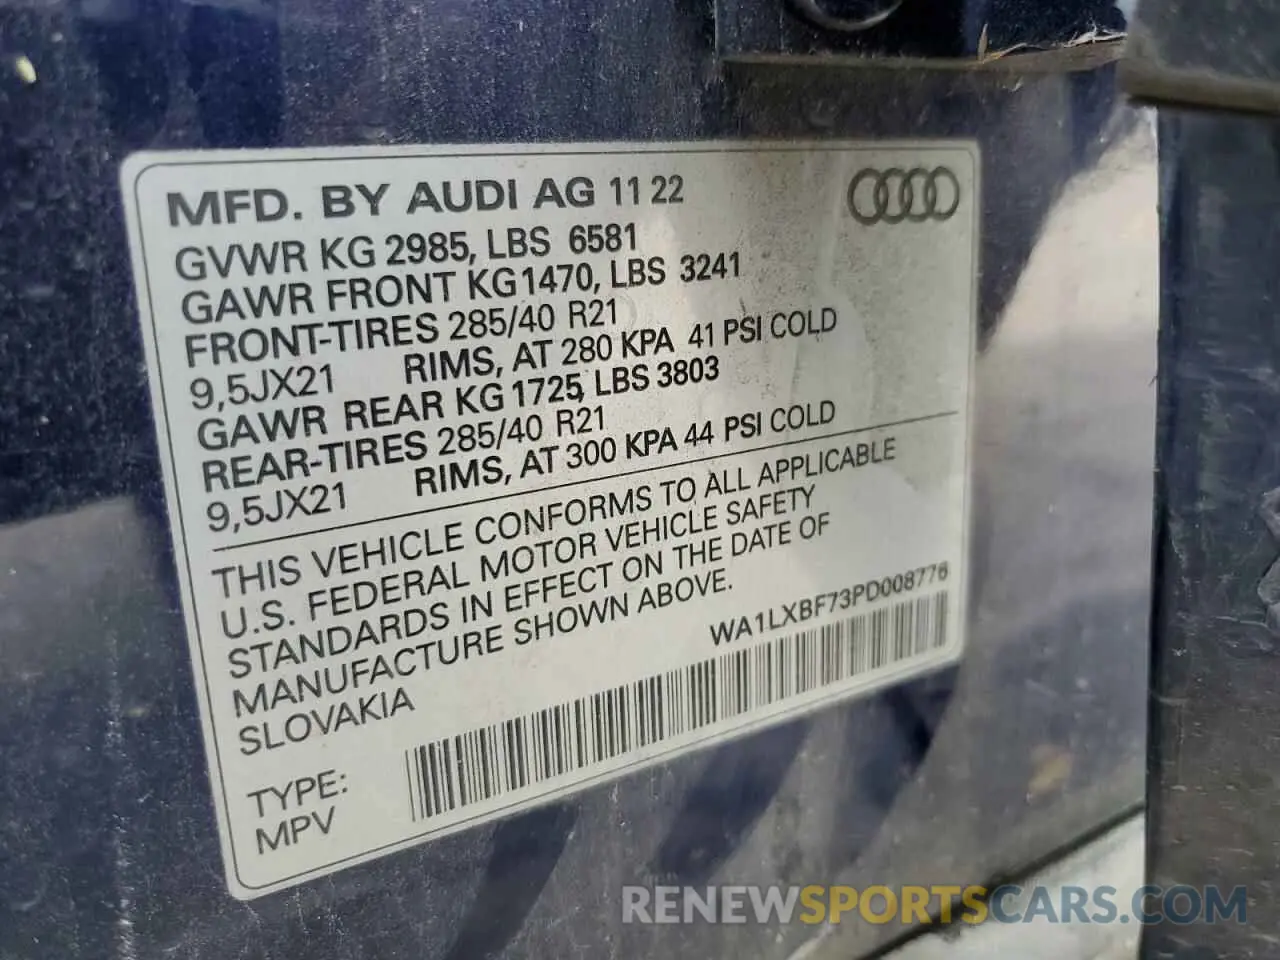 MFD. BY AUDI AG 11 22
GVWR KG 2985, LBS 6581
GAWR FRONT KG1470, LBS 3241
FRONT-TIRES 285/40 R21
9,5JX21 RIMS, AT 280 KPA 41 PSI COLD
GAWR REAR KG 1725, LBS 3803
REAR-TIRES 285/40 R21
9,5JX21 RIMS, AT 300 KPA 44 PSI COLD
THIS VEHICLE CONFORMS TO ALL APPLICABLE
U.S. FEDERAL MOTOR VEHICLE SAFETY
STANDARDS IN EFFECT ON THE DATE OF
MANUFACTURE SHOWN ABOVE.
SLOVAKIA
WA1LXBF73PD008776
TYPE:
MPV
RENEWSPORTSCARS.COM